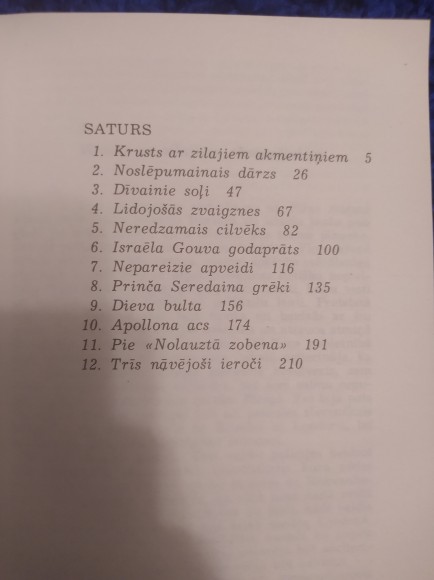 SATURS
1. Krusts ar zilajiem akmentiņiem 5
2. Noslēpumainais dārzs 26
3. Dīvainie soļi 47
4. Lidojošās zvaigznes 67
5. Neredzamais cilvēks 82
6. Israēla Gouva godaprāts 100
7. Nepareizie apveidi 116
8. Prinča Seredaina grēki 135
9. Dieva bulta 156
10. Apollona acs 174
11. Pie «Nolauztā zobena» 191
12. Trīs nāvējoši ieroči 210